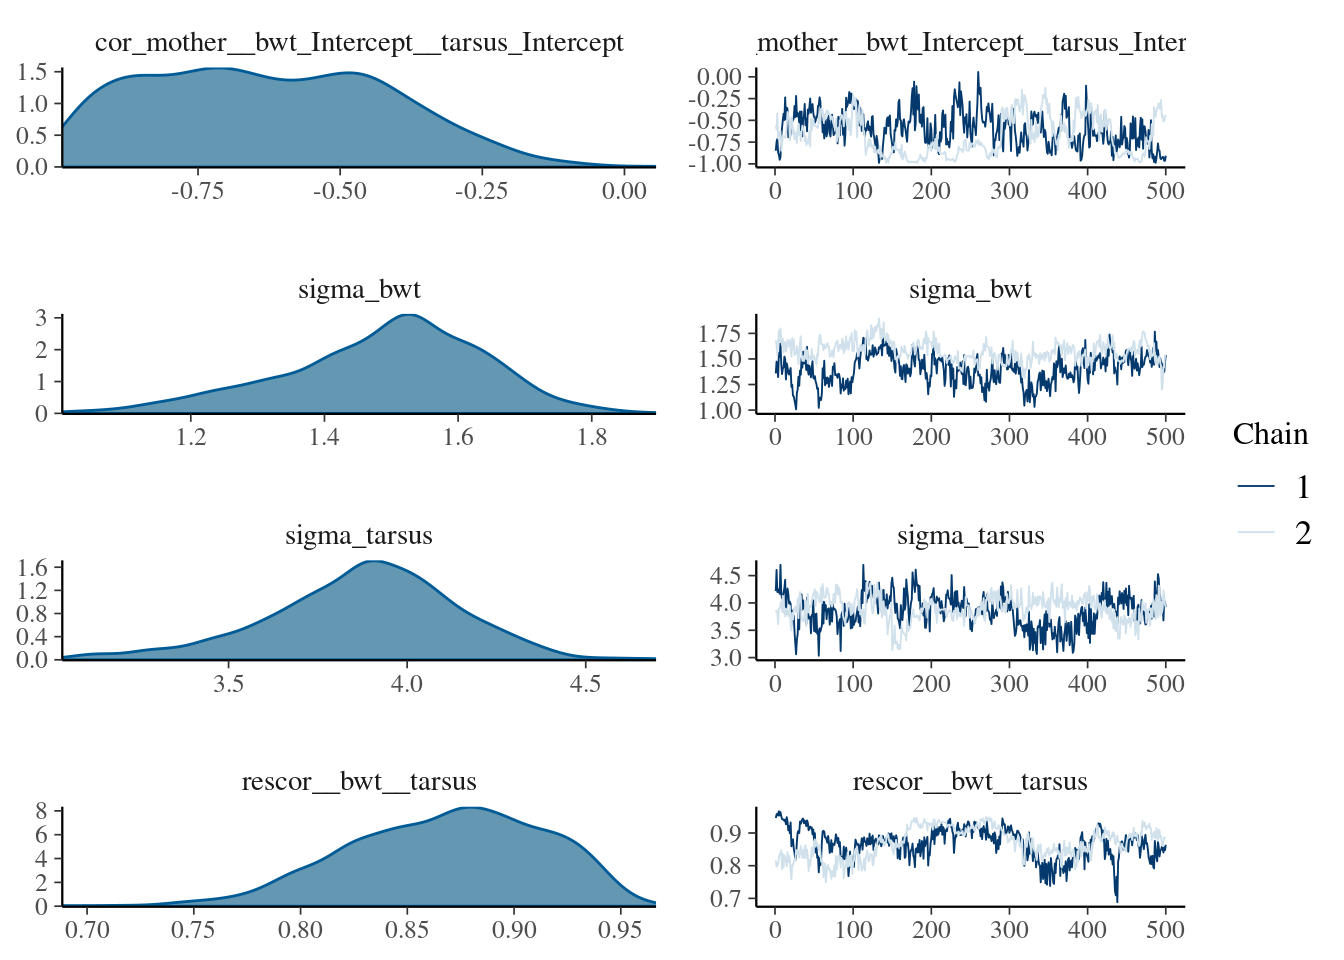 cor_mother__bwt_Intercept__tarsus_Intercept
1.5
1.0
0.5
0.0
-0.75 -0.50 -0.25 0.00
mother__bwt_Intercept__tarsus_Inter
0.00
-0.25
-0.50
-0.75
-1.00
0 100 200 300 400 500
sigma_bwt
3
2
1
0
1.2 1.4 1.6 1.8
sigma_bwt
1.75
1.50
1.25
1.00
0 100 200 300 400 500
sigma_tarsus
1.6
1.2
0.8
0.4
0.0
3.5 4.0 4.5
sigma_tarsus
4.5
4.0
3.5
3.0
0 100 200 300 400 500
rescor__bwt__tarsus
8
6
4
2
0
0.70 0.75 0.80 0.85 0.90 0.95
rescor__bwt__tarsus
0.9
0.8
0.7
0 100 200 300 400 500
Chain
1
2